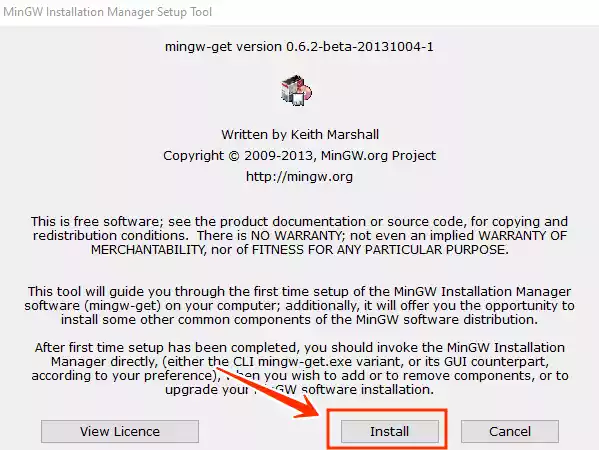 MinGW Installation Manager Setup Tool
mingw-get version 0.6.2-beta-20131004-1
Written by Keith Marshall
Copyright © 2009-2013, MinGW.org Project
http://mingw.org
This is free software; see the product documentation or source code, for copying and
redistribution conditions. There is NO WARRANTY; not even an implied WARRANTY OF
MERCHANTABILITY, nor of FITNESS FOR ANY PARTICULAR PURPOSE.
This tool will guide you through the first time setup of the MinGW Installation Manager
software (mingw-get) on your computer; additionally, it will offer you the opportunity to
install some other common components of the MinGW software distribution.
After first time setup has been completed, you should invoke the MinGW Installation
Manager directly, (either the CLI mingw-get.exe variant, or its GUI counterpart,
according to your preference), when you wish to add or to remove components, or to
upgrade your MinGW software installation.
View Licence
Install
Cancel